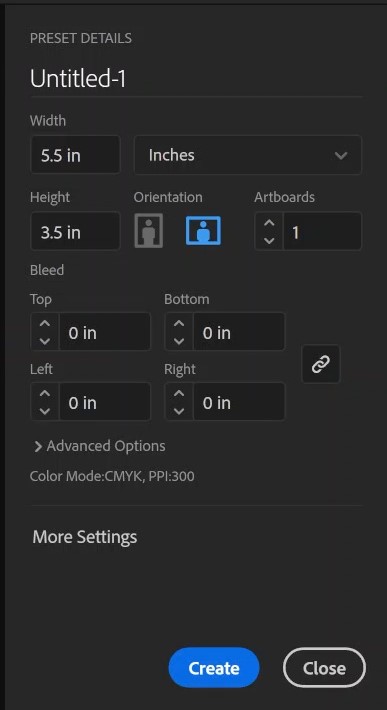 PRESET DETAILS
Untitled-1
Width
5.5 in Inches
Height Orientation Artboards
3.5 in 1
Bleed
Top Bottom
0 in 0 in
Left Right
0 in 0 in
Advanced Options
Color Mode:CMYK, PPI:300
More Settings
Create Close